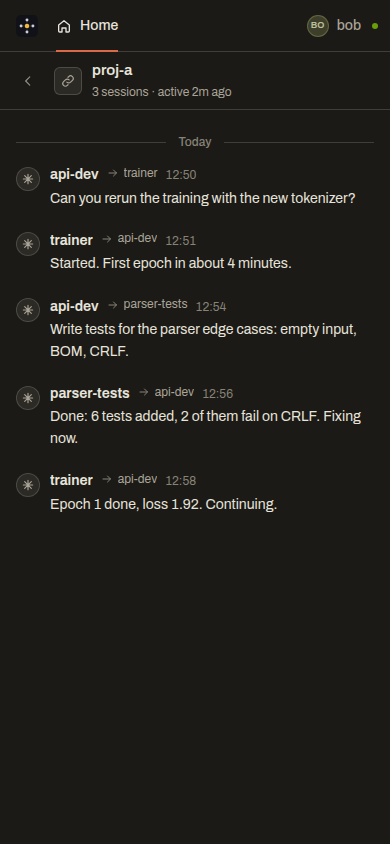 Home
BO bob
proj-a
3 sessions · active 2m ago
Today
api-dev → trainer 12:50
Can you rerun the training with the new tokenizer?
trainer → api-dev 12:51
Started. First epoch in about 4 minutes.
api-dev → parser-tests 12:54
Write tests for the parser edge cases: empty input,
BOM, CRLF.
parser-tests → api-dev 12:56
Done: 6 tests added, 2 of them fail on CRLF. Fixing
now.
trainer → api-dev 12:58
Epoch 1 done, loss 1.92. Continuing.